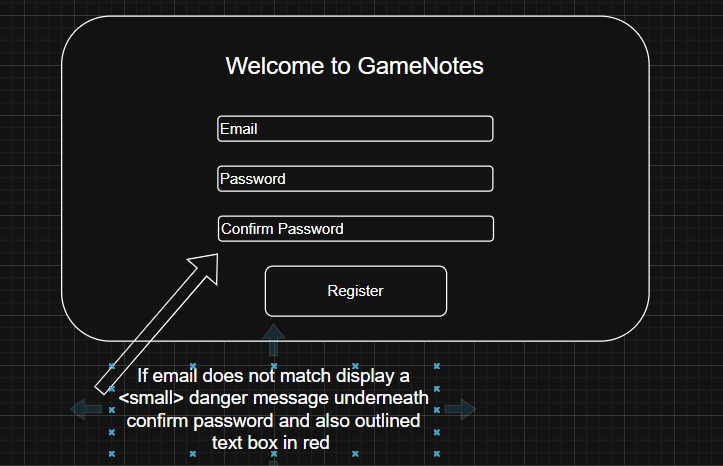 Welcome to GameNotes
Email
Password
Confirm Password
Register
If email does not match display a
<small> danger message underneath
confirm password and also outlined
text box in red